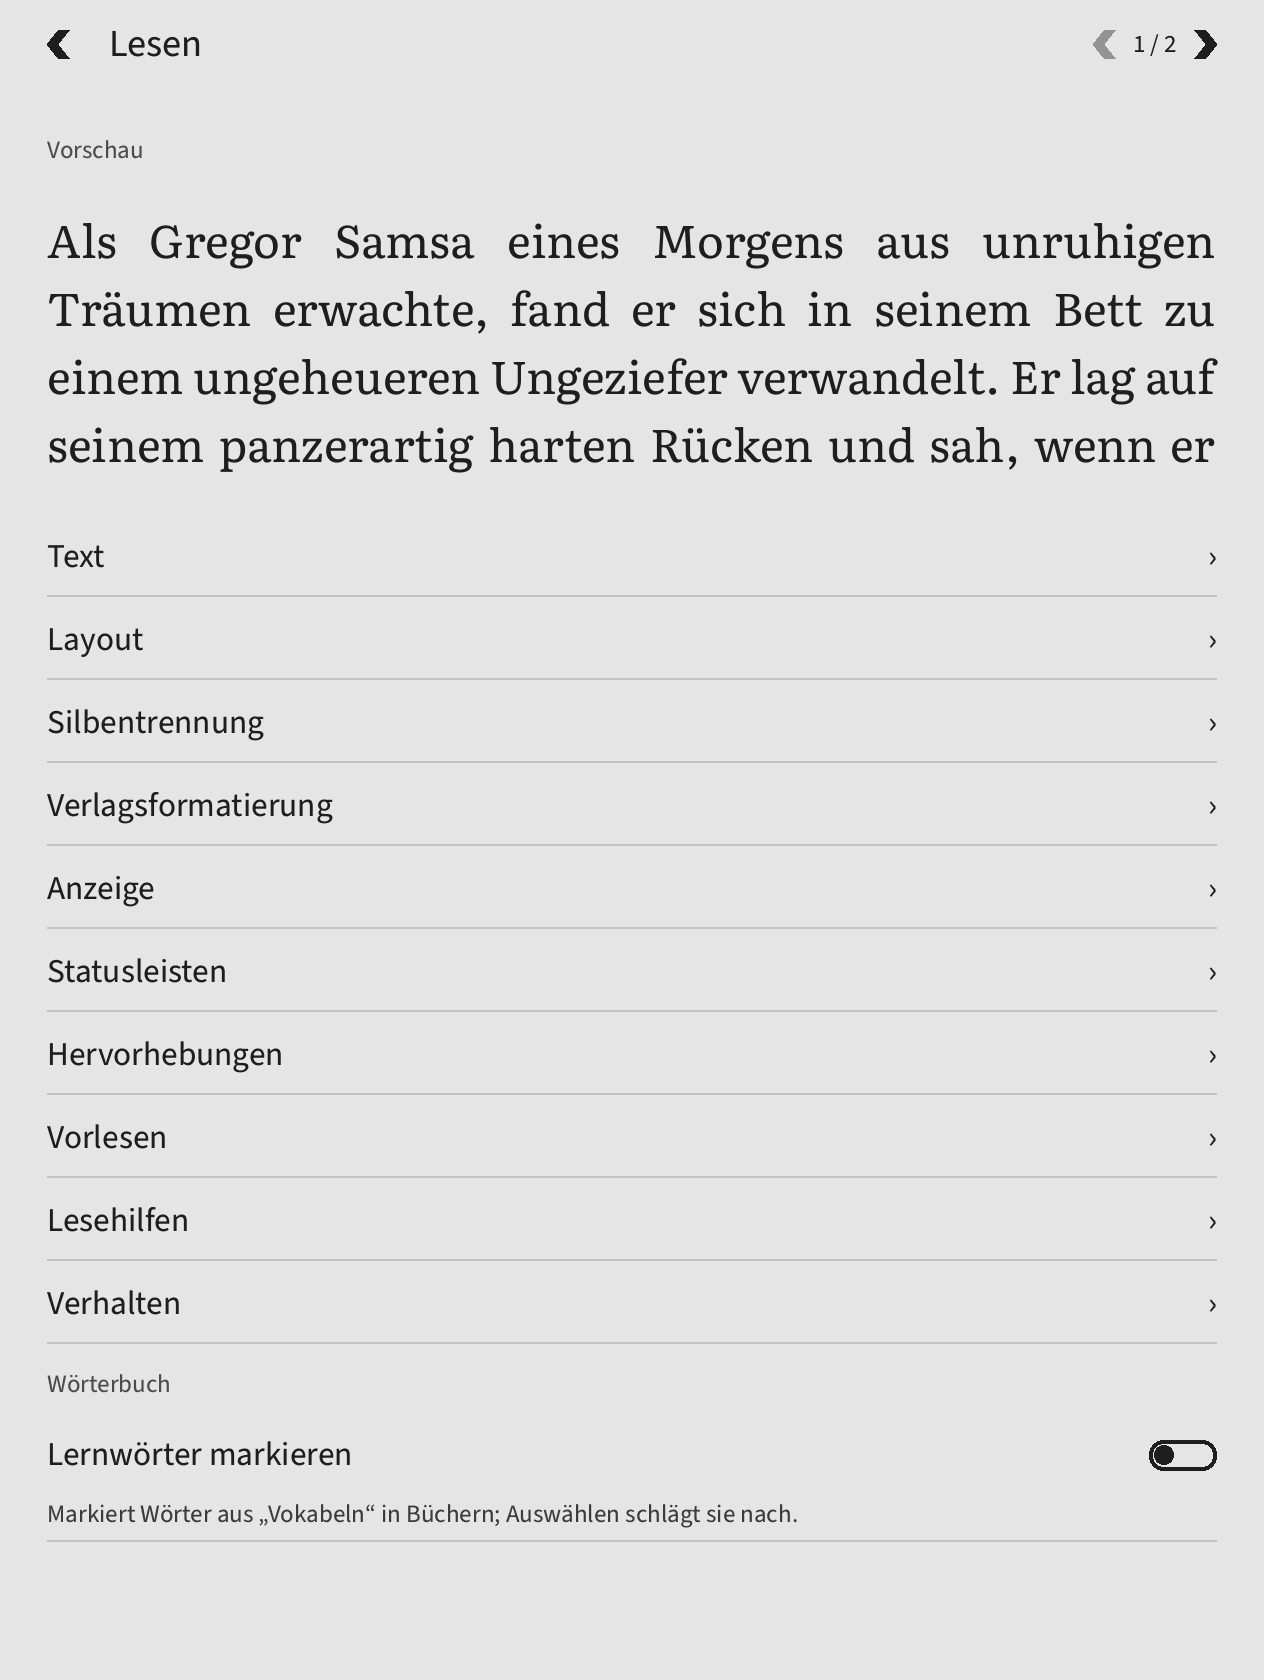 Lesen
1 / 2
Vorschau
Als Gregor Samsa eines Morgens aus unruhigen
Träumen erwachte, fand er sich in seinem Bett zu
einem ungeheueren Ungeziefer verwandelt. Er lag auf
seinem panzerartig harten Rücken und sah, wenn er
Text
Layout
Silbentrennung
Verlagsformatierung
Anzeige
Statusleisten
Hervorhebungen
Vorlesen
Lesehilfen
Verhalten
Wörterbuch
Lernwörter markieren
Markiert Wörter aus „Vokabeln“ in Büchern; Auswählen schlägt sie nach.